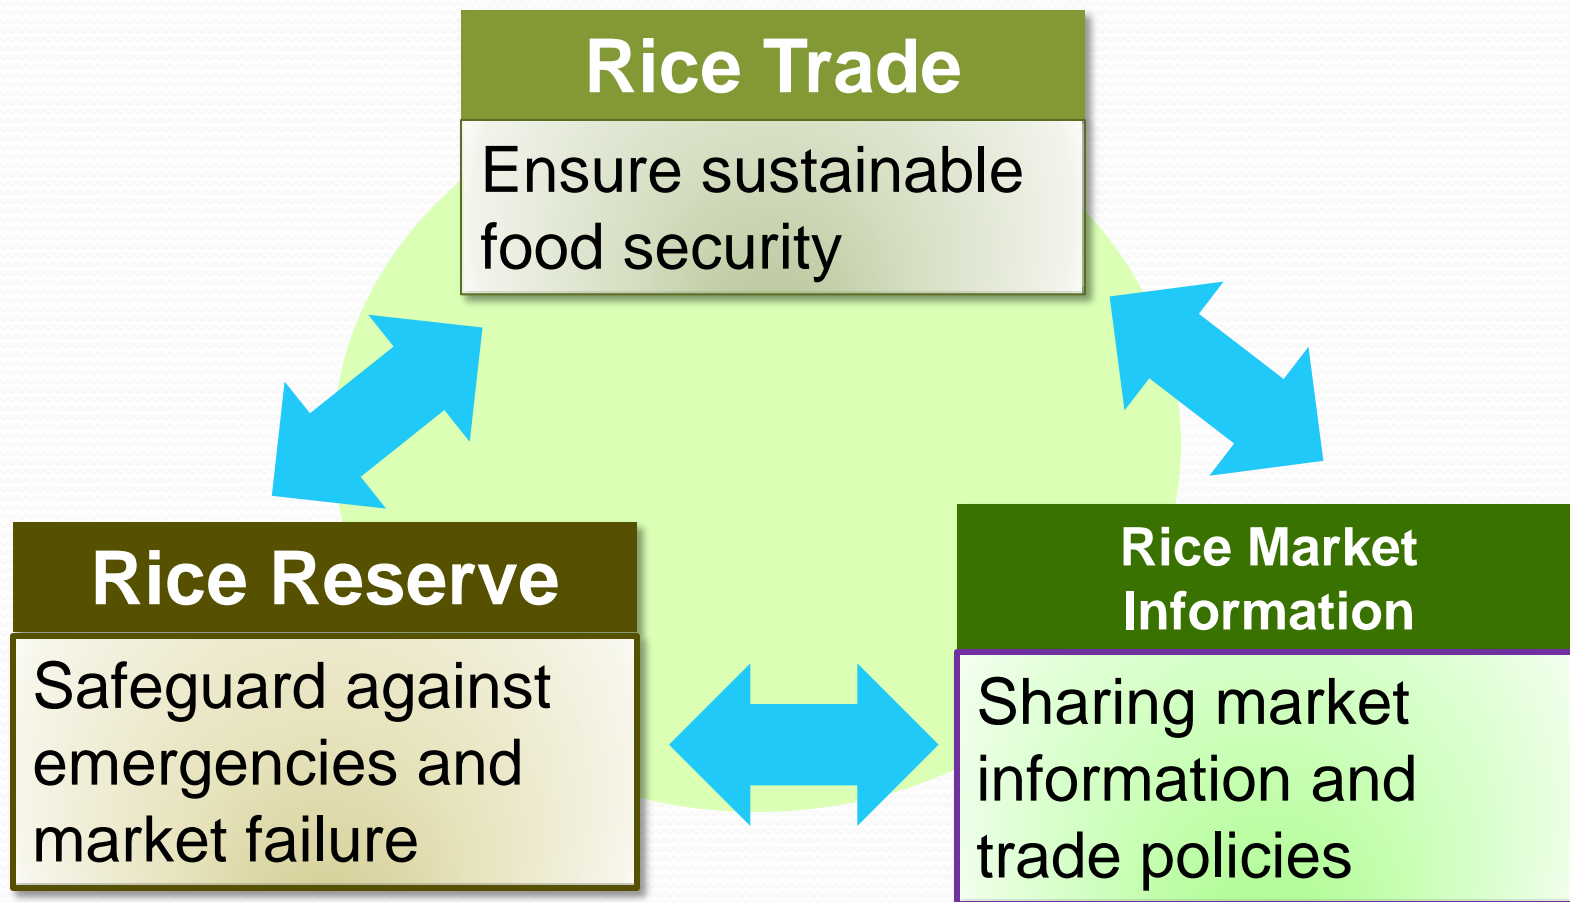 Rice Trade
Ensure sustainable
food security
Rice Reserve
Safeguard against
emergencies and
market failure
Rice Market
Information
Sharing market
information and
trade policies